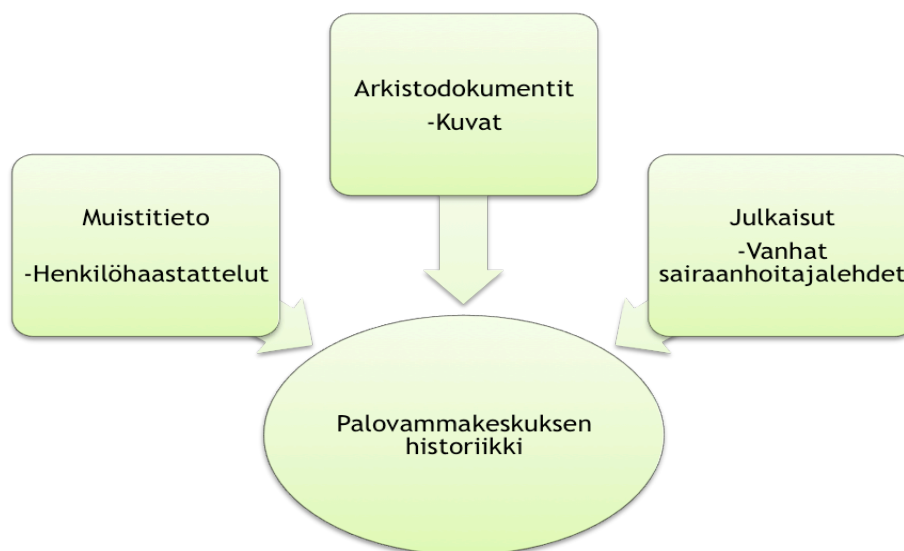 Arkistodokumentit
-Kuvat
Muistitieto
-Henkilöhaastattelut
Julkaisut
-Vanhat
sairaanhoitajalehdet
Palovammakeskuksen
historiikki